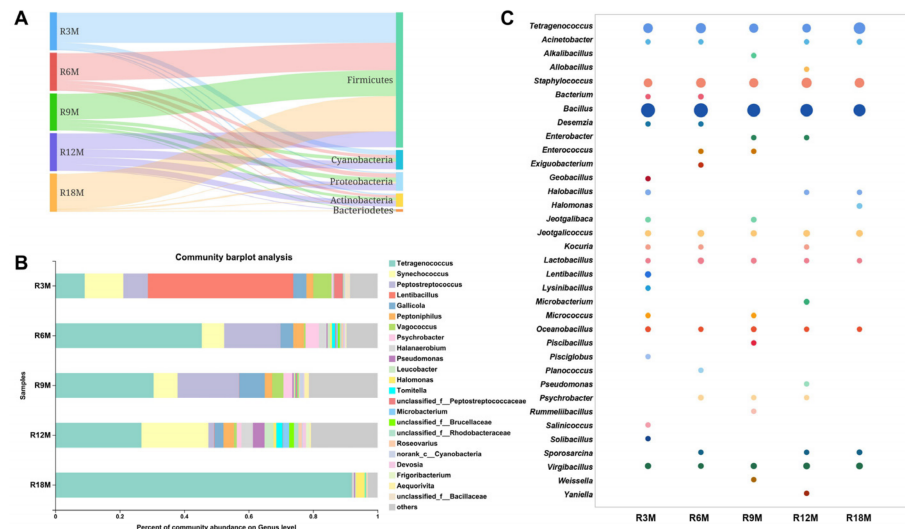 A
R3M
R6M
R9M
R12M
R18M
Firmicutes
Cyanobacteria
Proteobacteria
Actinobacteria
Bacteriodetes
B
Community barplot analysis
Samples
R3M
R6M
R9M
R12M
R18M
0 0.2 0.4 0.6 0.8 1
Percent of community abundance on Genus level
Tetragenococcus
Synechococcus
Peptostreptococcus
Lentibacillus
Gallicola
Peptoniphilus
Vagococcus
Psychrobacter
Halanaerobium
Pseudomonas
Leucobacter
Halomonas
Tomitella
unclassified_f__Peptostreptococcaceae
Microbacterium
unclassified_f__Brucellaceae
unclassified_f__Rhodobacteraceae
Roseovarius
norank_c__Cyanobacteria
Devosia
Frigoribacterium
Aequorivita
unclassified_f__Bacillaceae
others
C
Tetragenococcus
Acinetobacter
Alkalibacillus
Allobacillus
Staphylococcus
Bacterium
Bacillus
Desemzia
Enterobacter
Enterococcus
Exiguobacterium
Geobacillus
Halobacillus
Halomonas
Jeotgalibaca
Jeotgalicoccus
Kocuria
Lactobacillus
Lentibacillus
Lysinibacillus
Microbacterium
Micrococcus
Oceanobacillus
Piscibacillus
Pisciglobus
Planococcus
Pseudomonas
Psychrobacter
Rummeliibacillus
Salinicoccus
Solibacillus
Sporosarcina
Virgibacillus
Weissella
Yaniella
R3M R6M R9M R12M R18M